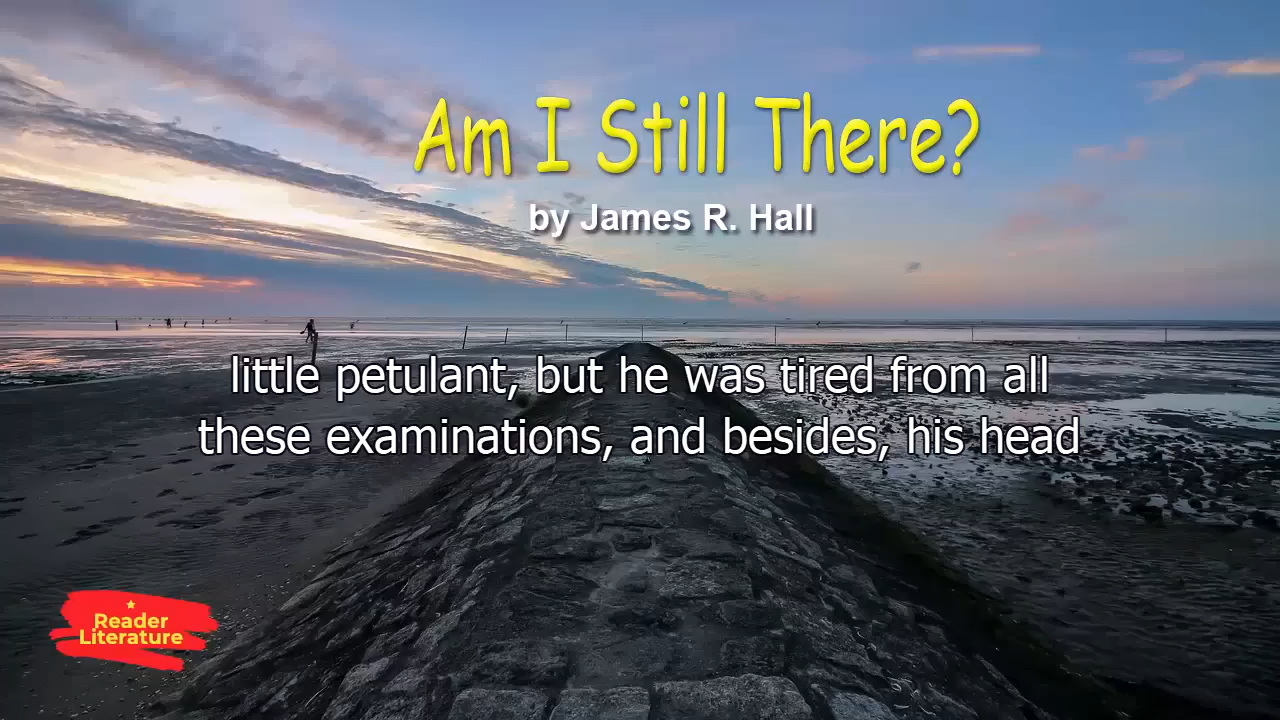 Am I Still There?
by James R. Hall
little petulant, but he was tired from all
these examinations, and besides, his head
Reader
Literature